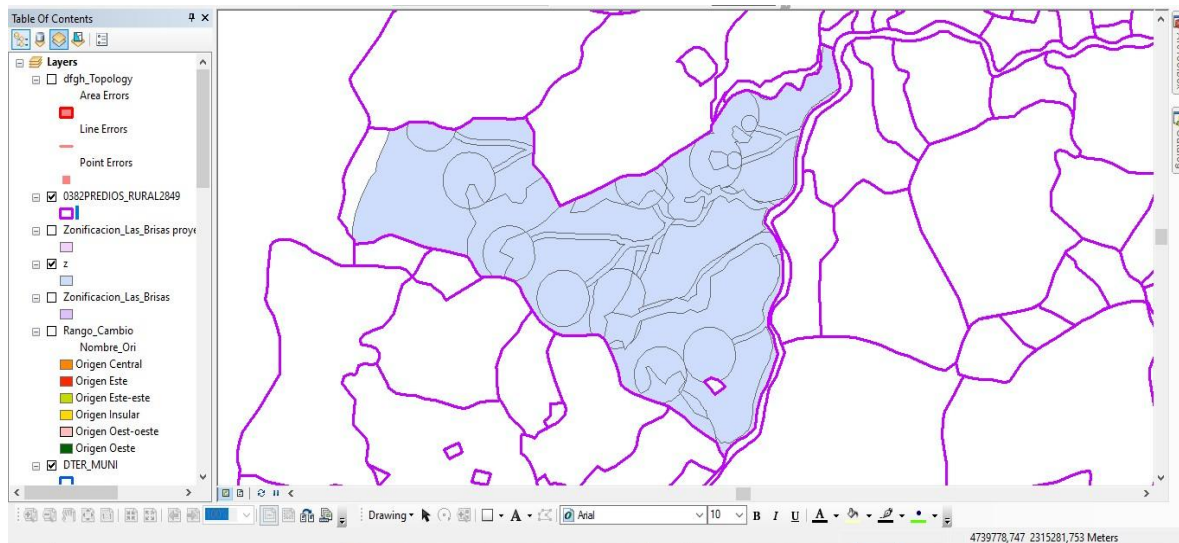 Table Of Contents
Layers
dfgh_Topology
Area Errors
Line Errors
Point Errors
0382PREDIOS_RURAL2849
Zonificacion_Las_Brisas proye
z
Zonificacion_Las_Brisas
Rango_Cambio
Nombre_Ori
Origen Central
Origen Este
Origen Este-este
Origen Insular
Origen Oest-oeste
Origen Oeste
DTER_MUNI
Drawing
A
Arial
10
B I U A
4739778,747 2315281,753 Meters